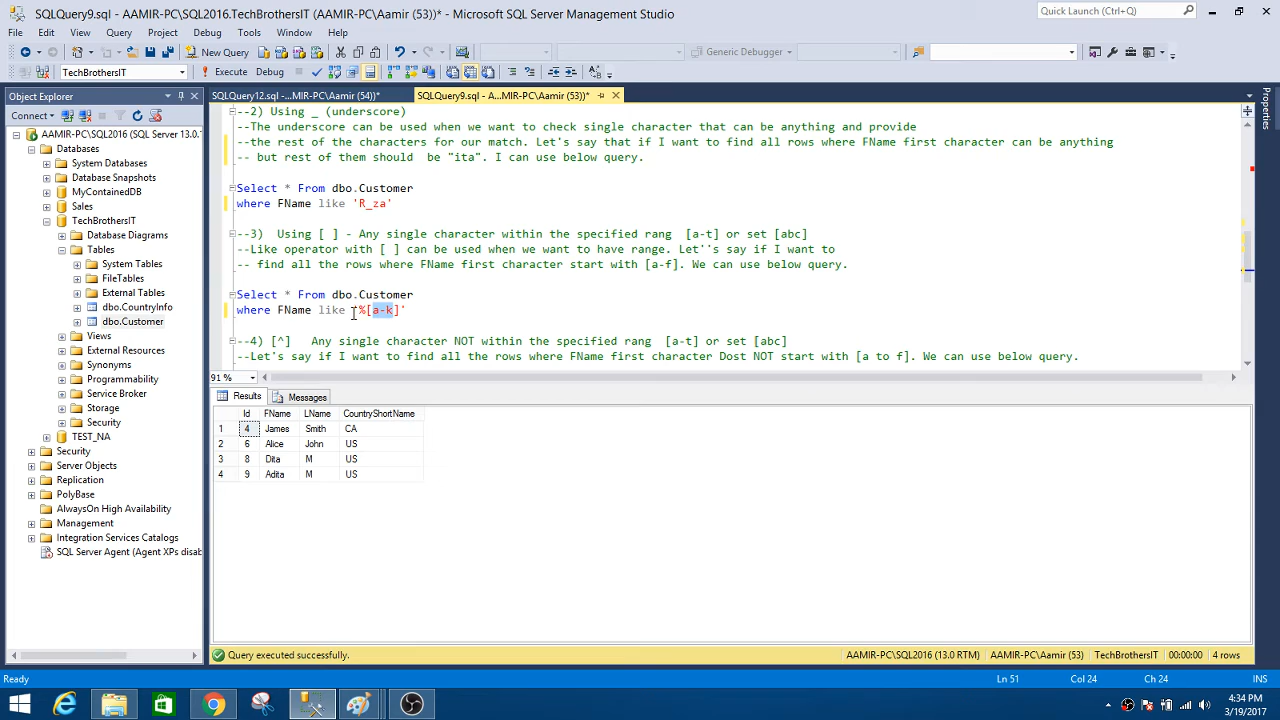 SQLQuery9.sql - AAMIR-PC\SQL2016.TechBrothersIT (AAMIR-PC\Aamir (53))* - Microsoft SQL Server Management Studio
Quick Launch (Ctrl+Q)
File Edit View Query Project Debug Tools Window Help
New Query
Generic Debugger
TechBrothersIT
Execute Debug
Object Explorer
SQLQuery12.sql -...MIR-PC\Aamir (54))*
SQLQuery9.sql - A...MIR-PC\Aamir (53))*
Properties
Connect
AAMIR-PC\SQL2016 (SQL Server 13.0.1
Databases
System Databases
Database Snapshots
MyContainedDB
Sales
TechBrothersIT
Database Diagrams
Tables
System Tables
FileTables
External Tables
dbo.CountryInfo
dbo.Customer
Views
External Resources
Synonyms
Programmability
Service Broker
Storage
Security
TEST_NA
Security
Server Objects
Replication
PolyBase
AlwaysOn High Availability
Management
Integration Services Catalogs
SQL Server Agent (Agent XPs disab
--2) Using _ (underscore)
--The underscore can be used when we want to check single character that can be anything and provide
--the rest of the characters for our match. Let's say that if I want to find all rows where FName first character can be anything
-- but rest of them should  be "ita". I can use below query.
Select * From dbo.Customer
where FName like 'R_za'
--3)  Using [ ] - Any single character within the specified rang  [a-t] or set [abc]
--Like operator with [ ] can be used when we want to have range. Let''s say if I want to
-- find all the rows where FName first character start with [a-f]. We can use below query.
Select * From dbo.Customer
where FName like '%[a-k]'
--4) [^]   Any single character NOT within the specified rang  [a-t] or set [abc]
--Let's say if I want to find all the rows where FName first character Dost NOT start with [a to f]. We can use below query.
91 %
Results Messages
Id FName LName CountryShortName
1 4 James Smith CA
2 6 Alice John US
3 8 Dita M US
4 9 Adita M US
Query executed successfully.
AAMIR-PC\SQL2016 (13.0 RTM) AAMIR-PC\Aamir (53) TechBrothersIT 00:00:00 4 rows
Ready
Ln 51 Col 24 Ch 24 INS
4:34 PM
3/19/2017